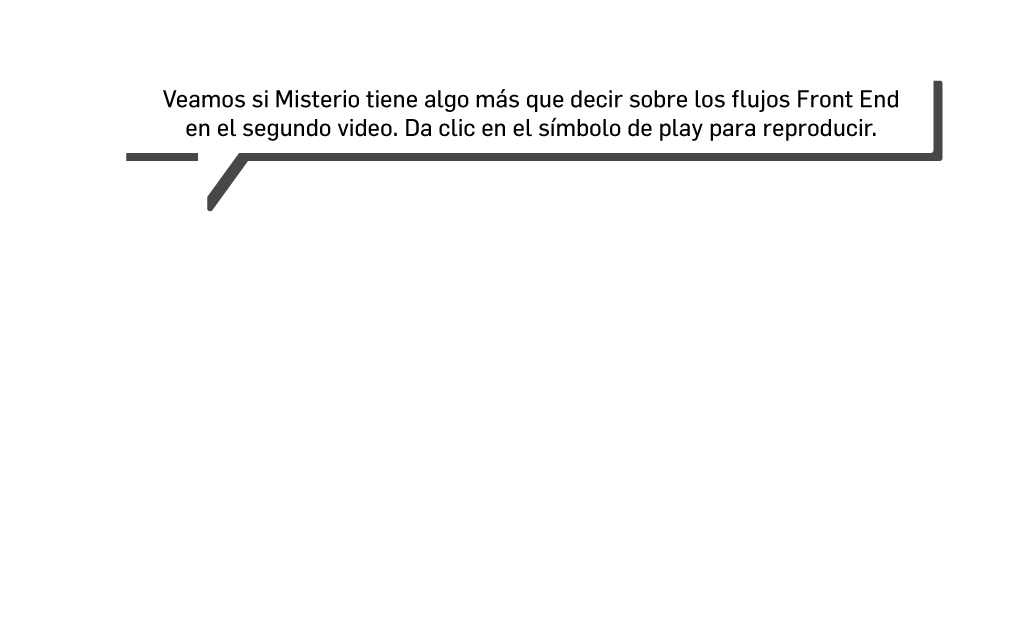 Veamos si Misterio tiene algo más que decir sobre los flujos Front End
en el segundo video. Da clic en el símbolo de play para reproducir.